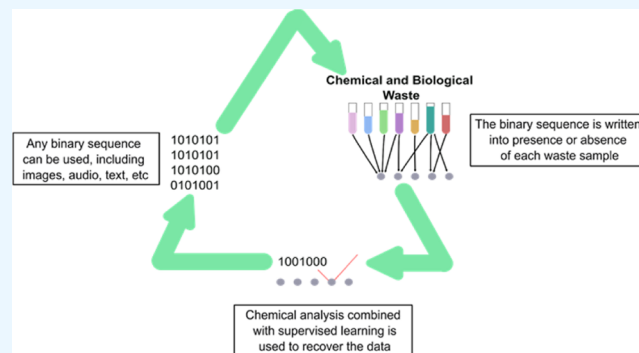 Chemical and Biological
Waste
Any binary sequence
can be used, including
images, audio, text, etc
1010101
1010101
1010100
0101001
The binary sequence is written
into presence or absence
of each waste sample
1001000
Chemical analysis combined
with supervised learning is
used to recover the data